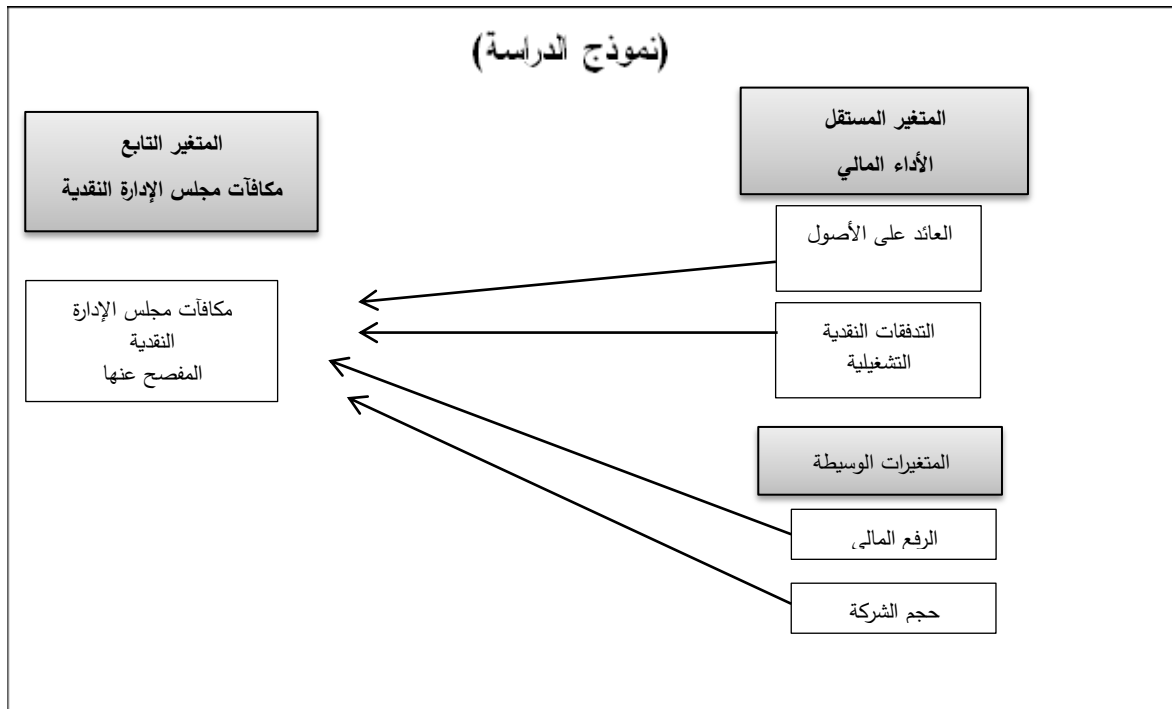 (نموذج الدراسة)
المتغير المستقل
الأداء المالي
العائد على الأصول
التدفقات النقدية
التشغيلية
المتغيرات الوسيطة
الرفع المالي
حجم الشركة
المتغير التابع
مكافآت مجلس الإدارة النقدية
مكافآت مجلس الإدارة
النقدية
المفصح عنها